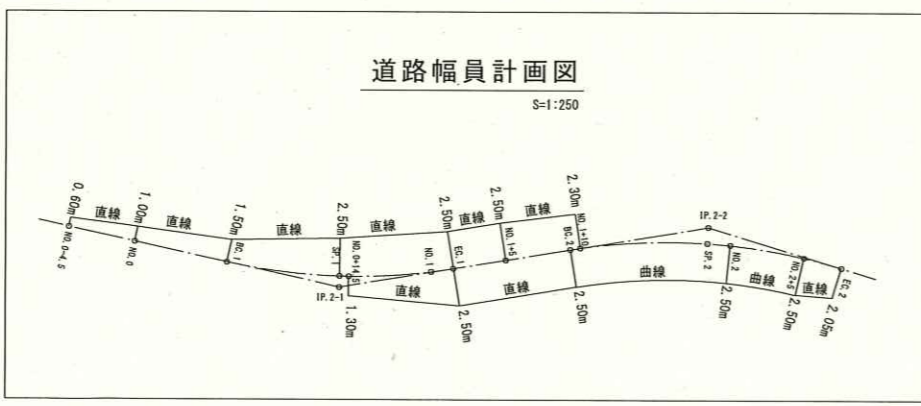 道路幅員計画図
S=1:250
0.60m
直線
1.00m
直線
1.50m
直線
2.50m
直線
2.50m
直線
2.50m
直線
2.30m
NO.0-4.5
NO.0
BC.1
SP.1
NO.0+14.5
IP.2-1
NO.1
EC.1
NO.1+5
BC.2
NO.1+10
IP.2-2
SP.2
NO.2
NO.2+5
EC.2
1.30m
直線
2.50m
直線
2.50m
曲線
2.50m
曲線
2.50m
直線
2.05m